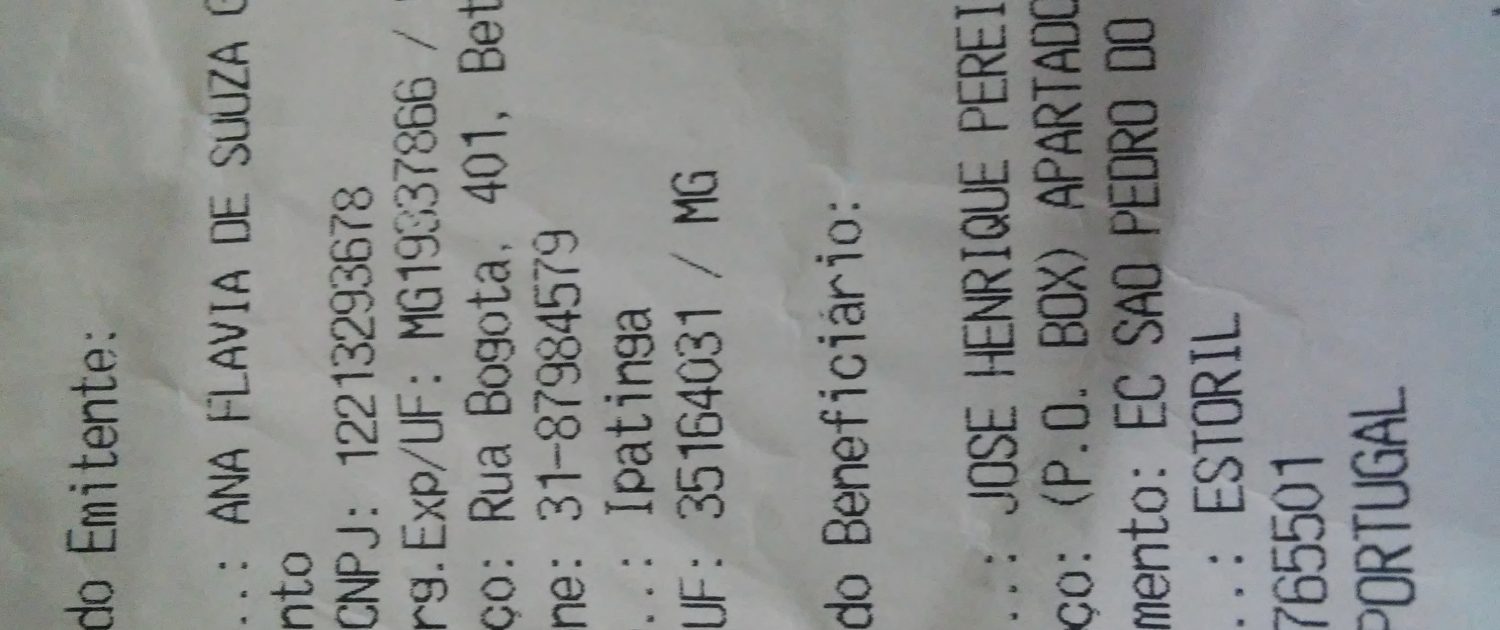 do Emitente:
..: ANA FLAVIA DE SOUZA
nto
CNPJ: 12213293678
rg.Exp/UF: MG19337866 /
ço: Rua Bogota, 401, Bet
ne: 31-87984579
..: Ipatinga
UF: 35164031 / MG
do Beneficiário:
..: JOSE HENRIQUE PEREI
ço: (P.O. BOX) APARTADO
mento: EC SAO PEDRO DO
..: ESTORIL
765501
PORTUGAL